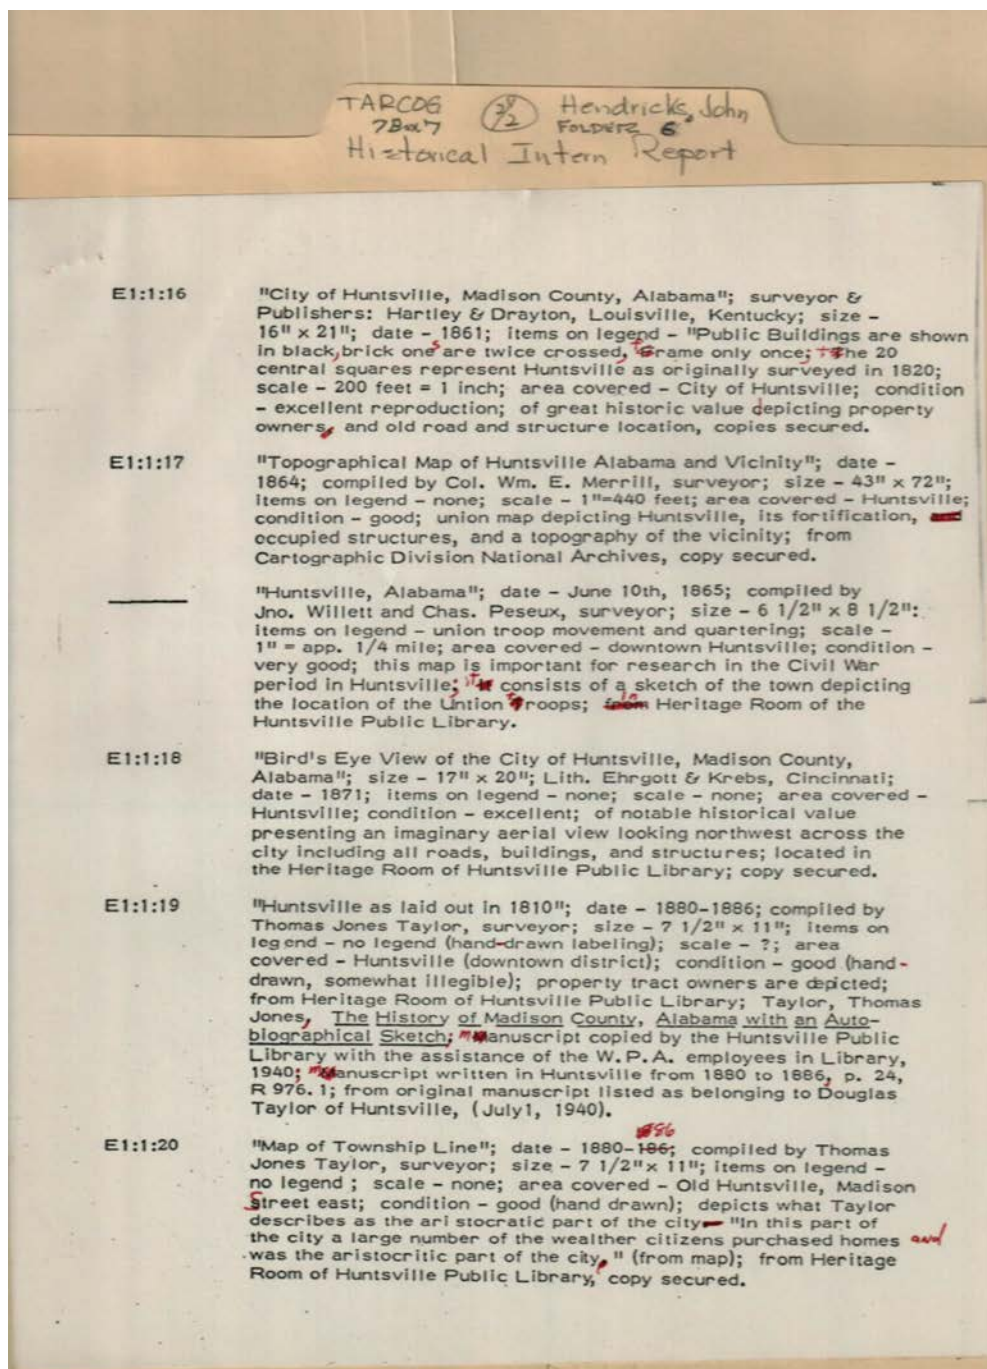 TARCOG Hendricks, John
Box 7 FOLDER 6
Historical Intern Report
E1:1:16 "City of Huntsville, Madison County, Alabama"; surveyor &
Publishers: Hartley & Drayton, Louisville, Kentucky; size -
16" x 21"; date - 1861; items on legend - "Public Buildings are shown
in black, brick ones are twice crossed, frame only once; the 20
central squares represent Huntsville as originally surveyed in 1820;
scale - 200 feet = 1 inch; area covered - City of Huntsville; condition
- excellent reproduction; of great historic value depicting property
owners, and old road and structure location, copies secured.
E1:1:17 "Topographical Map of Huntsville Alabama and Vicinity"; date -
1864; compiled by Col. Wm. E. Merrill, surveyor; size - 43" x 72";
items on legend - none; scale - 1"=440 feet; area covered - Huntsville;
condition - good; union map depicting Huntsville, its fortification, and
occupied structures, and a topography of the vicinity; from
Cartographic Division National Archives, copy secured.
"Huntsville, Alabama"; date - June 10th, 1865; compiled by
Jno. Willett and Chas. Peseux, surveyor; size - 6 1/2" x 8 1/2":
items on legend - union troop movement and quartering; scale -
1" = app. 1/4 mile; area covered - downtown Huntsville; condition -
very good; this map is important for research in the Civil War
period in Huntsville; it consists of a sketch of the town depicting
the location of the Untion troops; in Heritage Room of the
Huntsville Public Library.
E1:1:18 "Bird's Eye View of the City of Huntsville, Madison County,
Alabama"; size - 17" x 20"; Lith. Ehrgott & Krebs, Cincinnati;
date - 1871; items on legend - none; scale - none; area covered -
Huntsville; condition - excellent; of notable historical value
presenting an imaginary aerial view looking northwest across the
city including all roads, buildings, and structures; located in
the Heritage Room of Huntsville Public Library; copy secured.
E1:1:19 "Huntsville as laid out in 1810"; date - 1880-1886; compiled by
Thomas Jones Taylor, surveyor; size - 7 1/2" x 11"; items on
legend - no legend (hand-drawn labeling); scale - ?; area
covered - Huntsville (downtown district); condition - good (hand-
drawn, somewhat illegible); property tract owners are depicted;
from Heritage Room of Huntsville Public Library; Taylor, Thomas
Jones, The History of Madison County, Alabama with an Auto-
biographical Sketch; manuscript copied by the Huntsville Public
Library with the assistance of the W.P.A. employees in Library,
1940; manuscript written in Huntsville from 1880 to 1886, p. 24,
R 976.1; from original manuscript listed as belonging to Douglas
Taylor of Huntsville, (July1, 1940).
886
E1:1:20 "Map of Township Line"; date - 1880-186; compiled by Thomas
Jones Taylor, surveyor; size - 7 1/2"x 11"; items on legend -
no legend ; scale - none; area covered - Old Huntsville, Madison
Street east; condition - good (hand drawn); depicts what Taylor
describes as the ari stocratic part of the city - "In this part of
the city a large number of the wealther citizens purchased homes and
was the aristocritic part of the city," (from map); from Heritage
Room of Huntsville Public Library, copy secured.